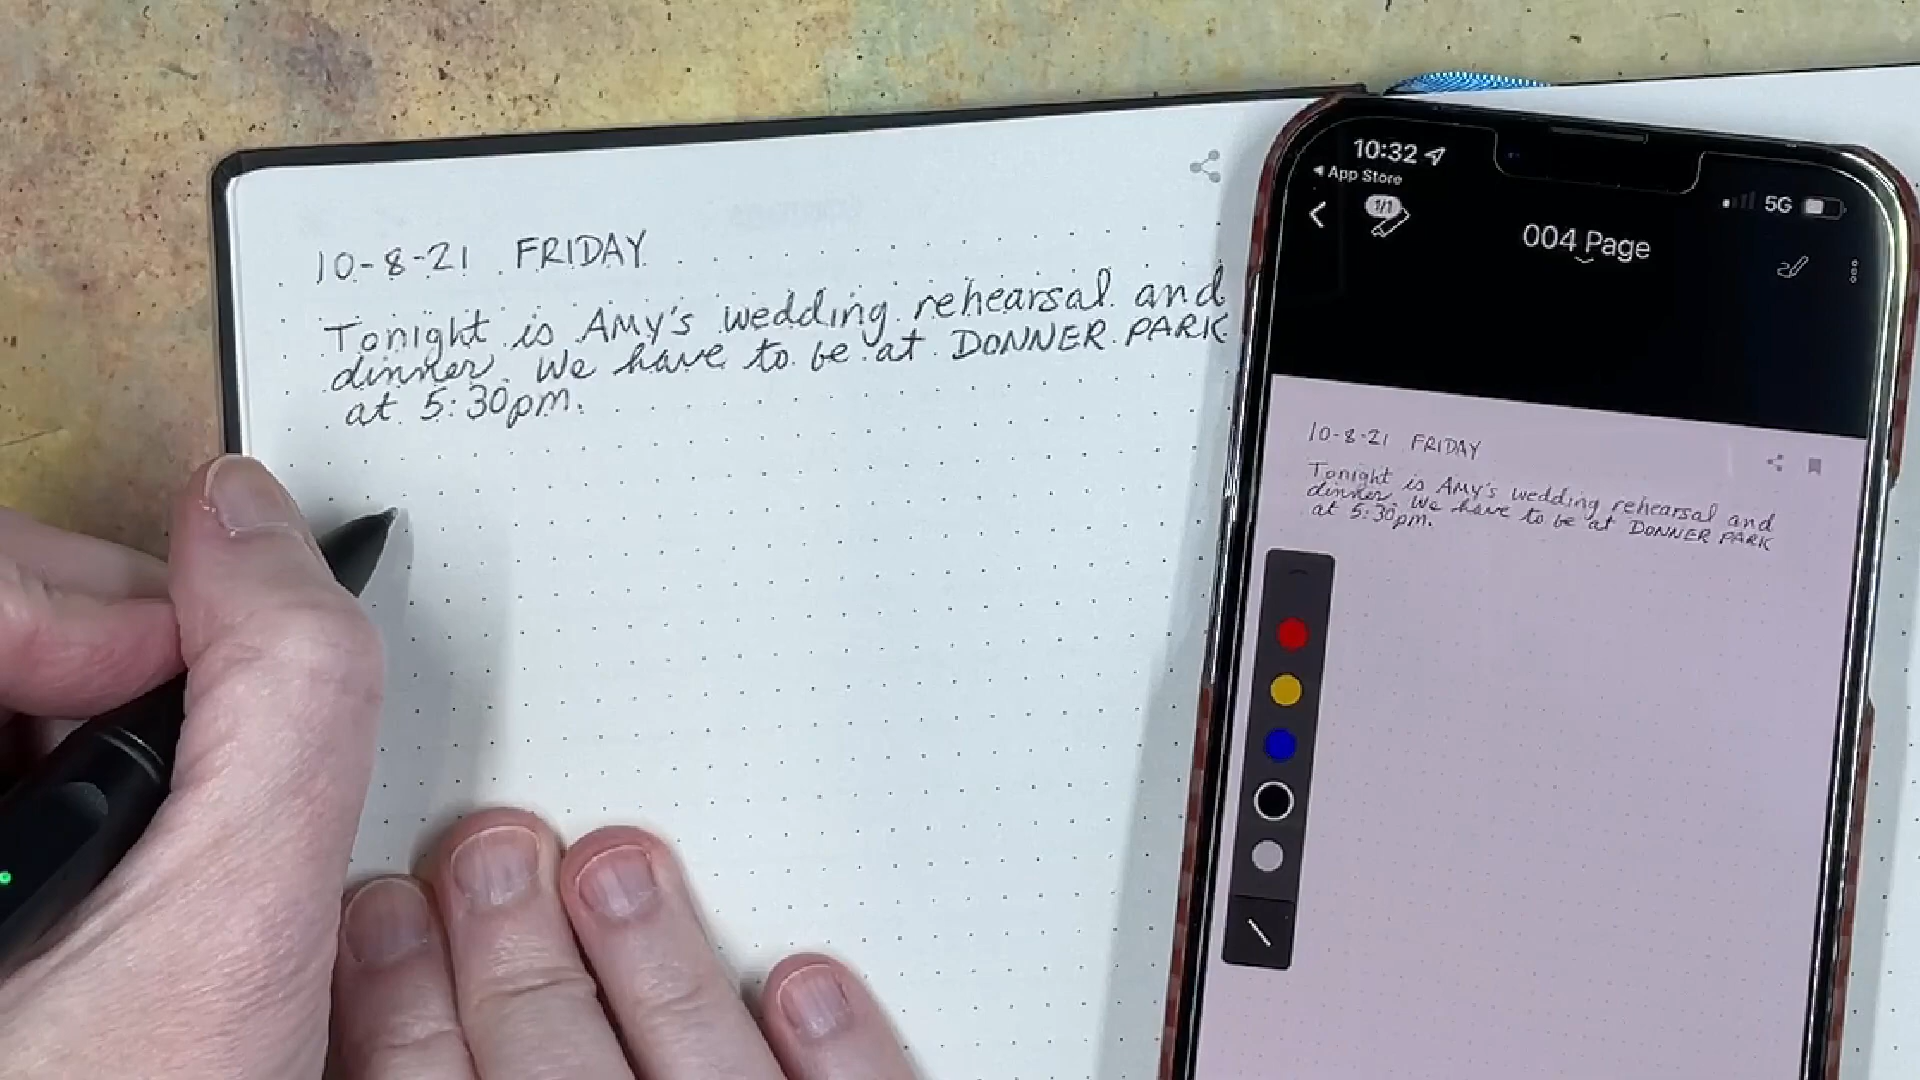 10-8-21 FRIDAY
Tonight is AMy's wedding rehearsal and
dinner. We have to be at DONNER PARK
at 5:30pm.
10:32
App Store
5G
1/1
004 Page
10-8-21 FRIDAY
Tonight is AMy's wedding rehearsal and
dinner. We have to be at DONNER PARK
at 5:30pm.